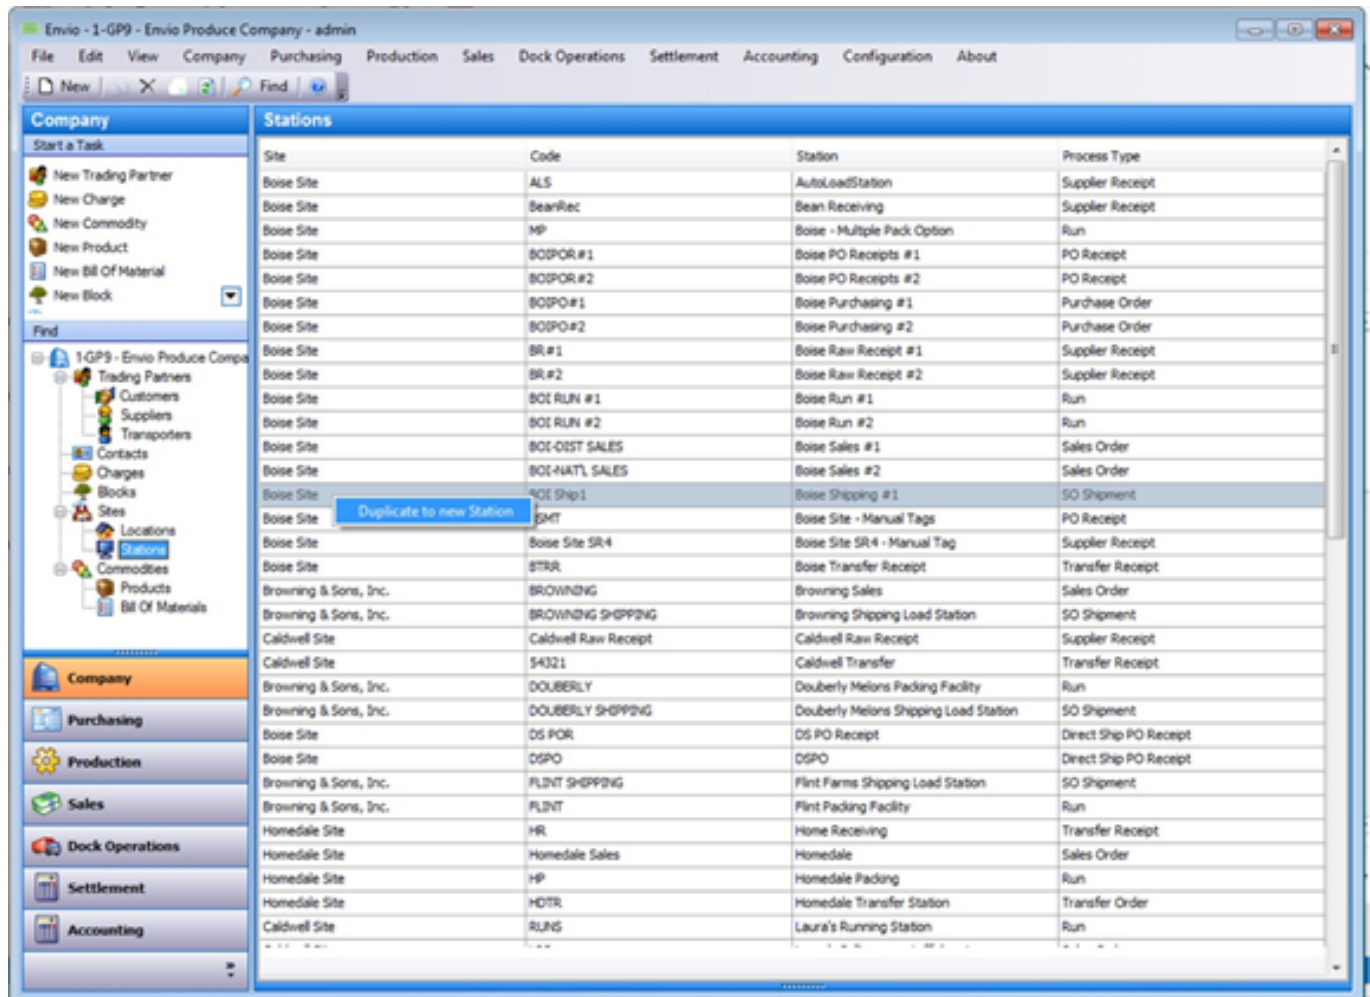 Envio - 1-GP9 - Envio Produce Company - admin
File Edit View Company Purchasing Production Sales Dock Operations Settlement Accounting Configuration About
New Find
Company
Start a Task
New Trading Partner
New Charge
New Commodity
New Product
New Bill Of Material
New Block
Find
1-GP9 - Envio Produce Compa
Trading Partners
Customers
Suppliers
Transporters
Contacts
Charges
Blocks
Sites
Locations
Stations
Commodities
Products
Bill Of Materials
Company
Purchasing
Production
Sales
Dock Operations
Settlement
Accounting
Stations
Site Code Station Process Type
Boise Site ALS AutoLoadStation Supplier Receipt
Boise Site BeanRec Bean Receiving Supplier Receipt
Boise Site MP Boise - Multiple Pack Option Run
Boise Site BOIPOR#1 Boise PO Receipts #1 PO Receipt
Boise Site BOIPOR#2 Boise PO Receipts #2 PO Receipt
Boise Site BOIPO#1 Boise Purchasing #1 Purchase Order
Boise Site BOIPO#2 Boise Purchasing #2 Purchase Order
Boise Site BR#1 Boise Raw Receipt #1 Supplier Receipt
Boise Site BR#2 Boise Raw Receipt #2 Supplier Receipt
Boise Site BOI RUN #1 Boise Run #1 Run
Boise Site BOI RUN #2 Boise Run #2 Run
Boise Site BOI-DIST SALES Boise Sales #1 Sales Order
Boise Site BOI-NAT'L SALES Boise Sales #2 Sales Order
Boise Site BOI Ship1 Boise Shipping #1 SO Shipment
Duplicate to new Station
Boise Site SMT Boise Site - Manual Tags PO Receipt
Boise Site Boise Site SR4 Boise Site SR4 - Manual Tag Supplier Receipt
Boise Site BTRR Boise Transfer Receipt Transfer Receipt
Browning & Sons, Inc. BROWNING Browning Sales Sales Order
Browning & Sons, Inc. BROWNING SHIPPING Browning Shipping Load Station SO Shipment
Caldwell Site Caldwell Raw Receipt Caldwell Raw Receipt Supplier Receipt
Caldwell Site 54321 Caldwell Transfer Transfer Receipt
Browning & Sons, Inc. DOUBERLY Douberly Melons Packing Facility Run
Browning & Sons, Inc. DOUBERLY SHIPPING Douberly Melons Shipping Load Station SO Shipment
Boise Site DS POR DS PO Receipt Direct Ship PO Receipt
Boise Site DSPO DSPO Direct Ship PO Receipt
Browning & Sons, Inc. FLINT SHIPPING Flint Farms Shipping Load Station SO Shipment
Browning & Sons, Inc. FLINT Flint Packing Facility Run
Homedale Site HR Home Receiving Transfer Receipt
Homedale Site Homedale Sales Homedale Sales Order
Homedale Site HP Homedale Packing Run
Homedale Site HDTR Homedale Transfer Station Transfer Order
Caldwell Site RUNS Laura's Running Station Run